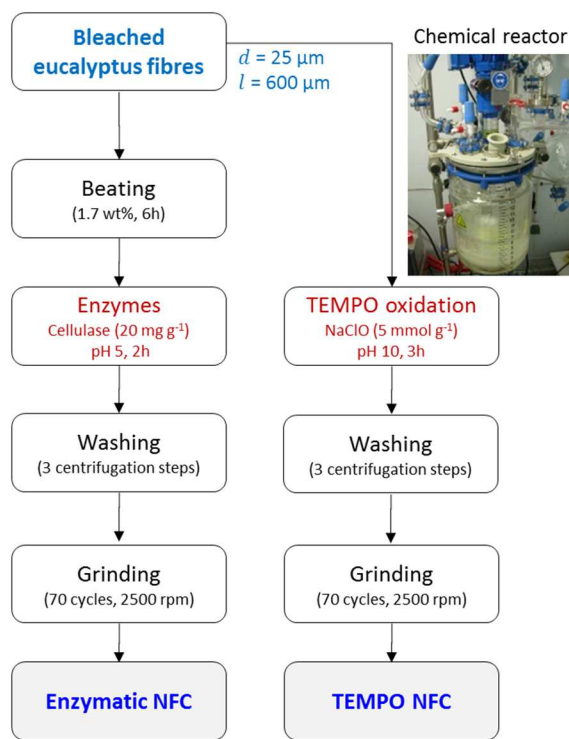 Bleached
eucalyptus fibres
d = 25 μm
l = 600 μm
Chemical reactor
Beating
(1.7 wt%, 6h)
Enzymes
Cellulase (20 mg g⁻¹)
pH 5, 2h
TEMPO oxidation
NaClO (5 mmol g⁻¹)
pH 10, 3h
Washing
(3 centrifugation steps)
Washing
(3 centrifugation steps)
Grinding
(70 cycles, 2500 rpm)
Grinding
(70 cycles, 2500 rpm)
Enzymatic NFC
TEMPO NFC